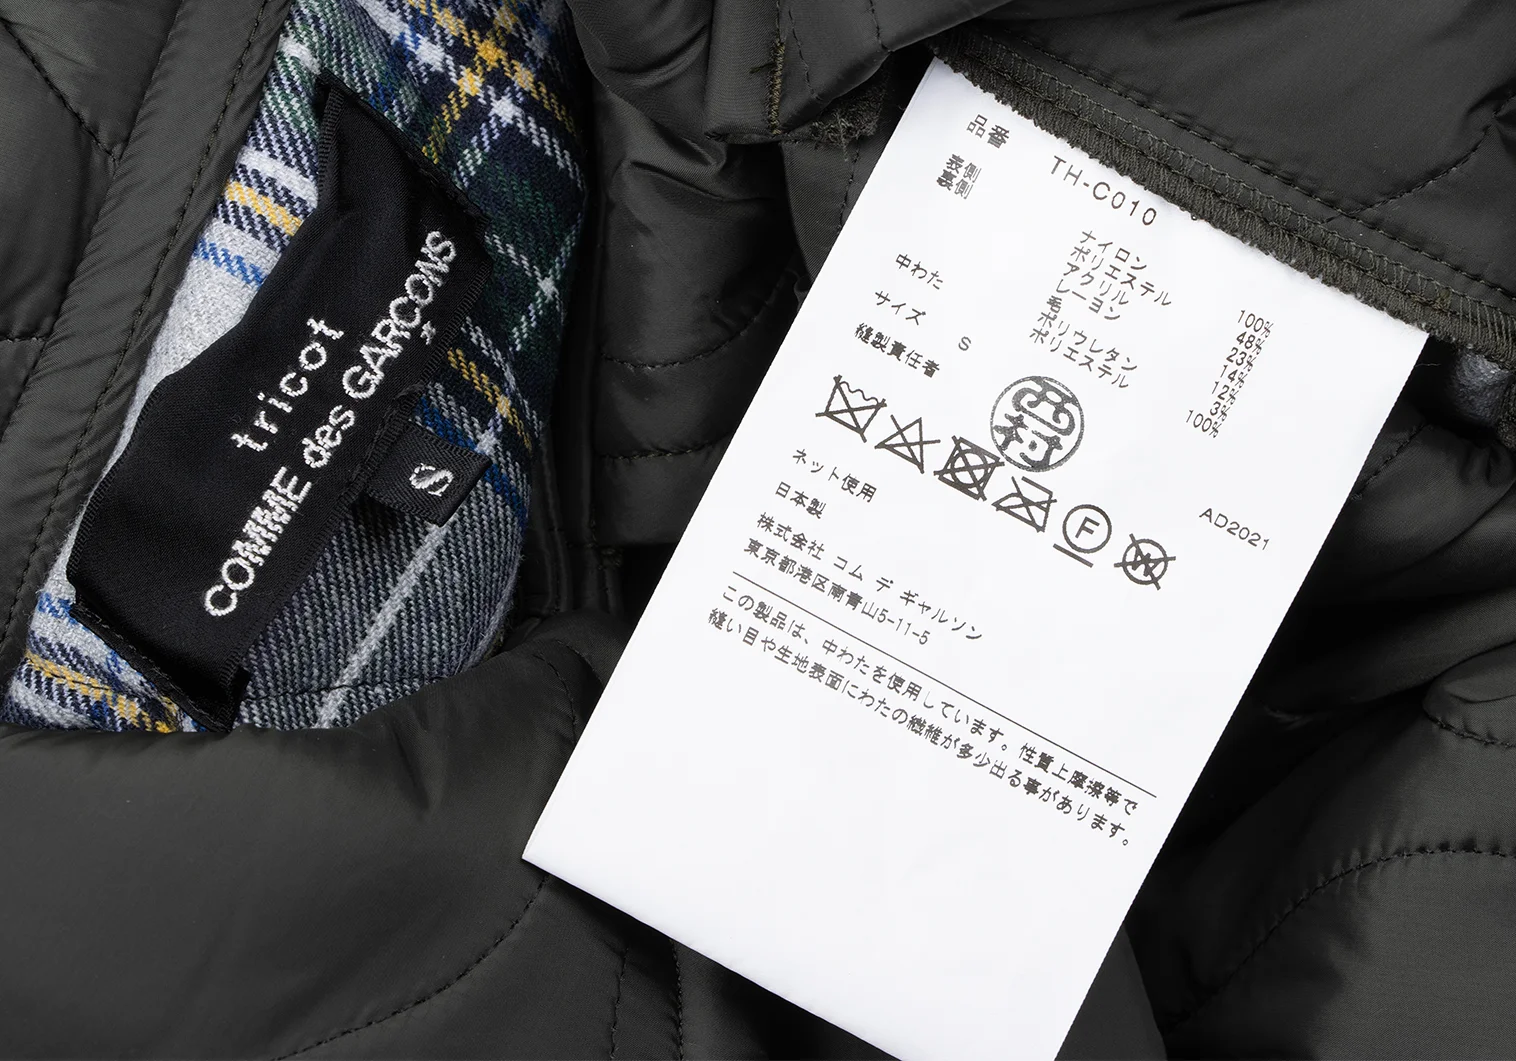 tricot
COMME des GARÇONS
S
品番 TH-C010
表側 ナイロン 100%
裏側 ポリエステル 48%
アクリル 23%
レーヨン 14%
毛 12%
ポリウレタン 3%
中わた ポリエステル 100%
サイズ S
縫製責任者
西村
F
W
ネット使用
日本製 AD2021
株式会社 コム デ ギャルソン
東京都港区南青山5-11-5
この製品は、中わたを使用しています。性質上摩擦等で
縫い目や生地表面にわたの繊維が多少出る事があります。